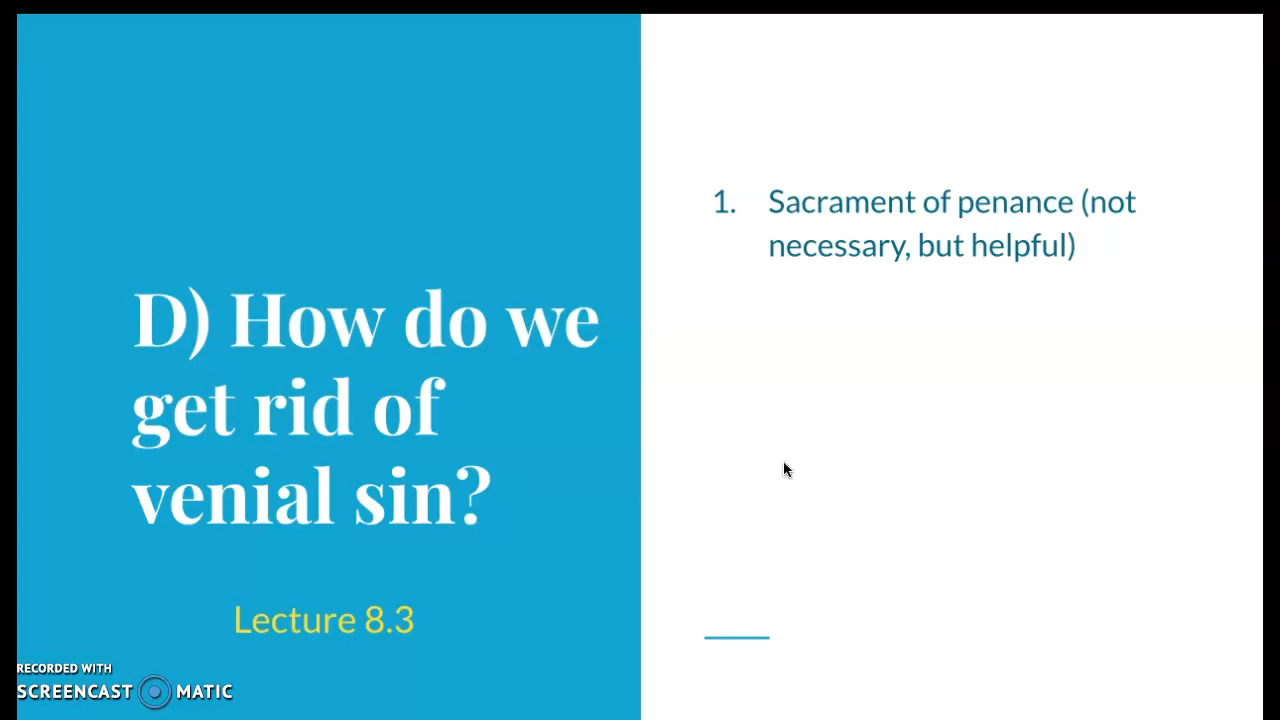 D) How do we
get rid of
venial sin?
Lecture 8.3
1. Sacrament of penance (not
necessary, but helpful)
RECORDED WITH
SCREENCAST MATIC